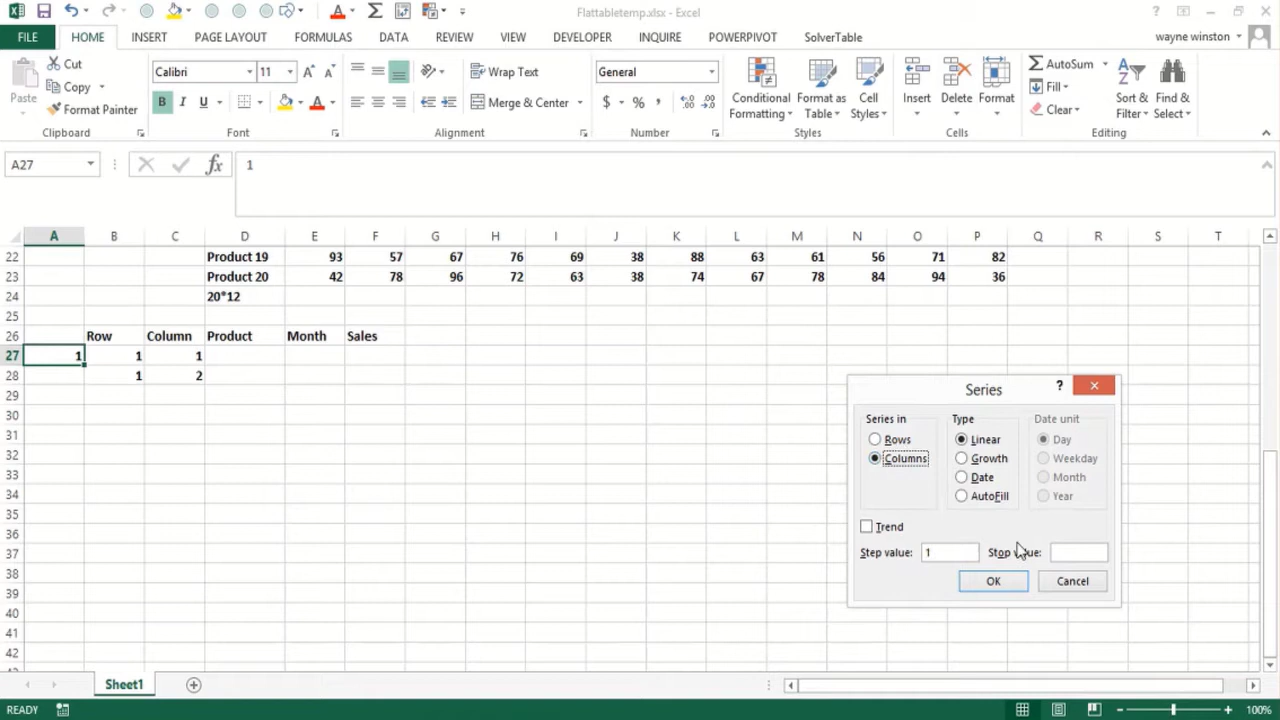 Flattabletemp.xlsx - Excel
?
FILE HOME INSERT PAGE LAYOUT FORMULAS DATA REVIEW VIEW DEVELOPER INQUIRE POWERPIVOT SolverTable wayne winston
Paste
Cut
Copy
Format Painter
Clipboard
Calibri 11 A A
B I U A
Font
Wrap Text
Merge & Center
Alignment
General
$ % ,
Number
Conditional Formatting
Format as Table
Cell Styles
Styles
Insert Delete Format
Cells
AutoSum
Fill
Clear
Sort & Filter
Find & Select
Editing
A27 fx 1
A B C D E F G H I J K L M N O P Q R S T
22 Product 19 93 57 67 76 69 38 88 63 61 56 71 82
23 Product 20 42 78 96 72 63 38 74 67 78 84 94 36
24 20*12
25
26 Row Column Product Month Sales
27 1 1 1
28 1 2
29
30
31
32
33
34
35
36
37
38
39
40
41
42
Series ?
Series in Type Date unit
Rows Linear Day
Columns Growth Weekday
Date Month
AutoFill Year
Trend
Step value: 1 Stop value:
OK Cancel
Sheet1
READY 100%